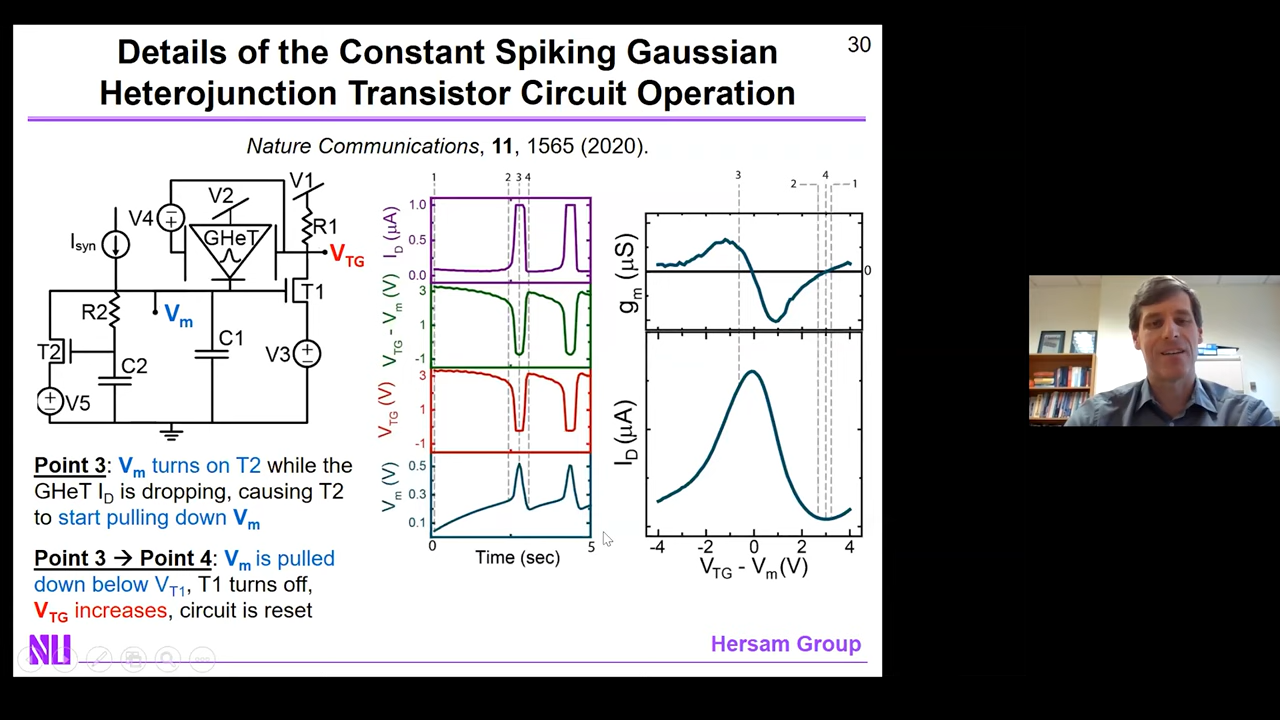 Details of the Constant Spiking Gaussian
Heterojunction Transistor Circuit Operation
30
Nature Communications, 11, 1565 (2020).
V1
V2
V4
R1
GHeT
Isyn
VTG
T1
R2
Vm
T2
C1
V3
C2
V5
1 2 3 4
1.0
0.5
0.0
ID (μA)
3
1
-1
VTG - Vm (V)
3
1
-1
VTG (V)
0.5
0.3
0.1
Vm (V)
0 5
Time (sec)
3 2 4 1
gm (μS)
0
ID (μA)
-4 -2 0 2 4
VTG - Vm (V)
Point 3: Vm turns on T2 while the
GHeT ID is dropping, causing T2
to start pulling down Vm
Point 3 → Point 4: Vm is pulled
down below VT1, T1 turns off,
VTG increases, circuit is reset
NU
Hersam Group